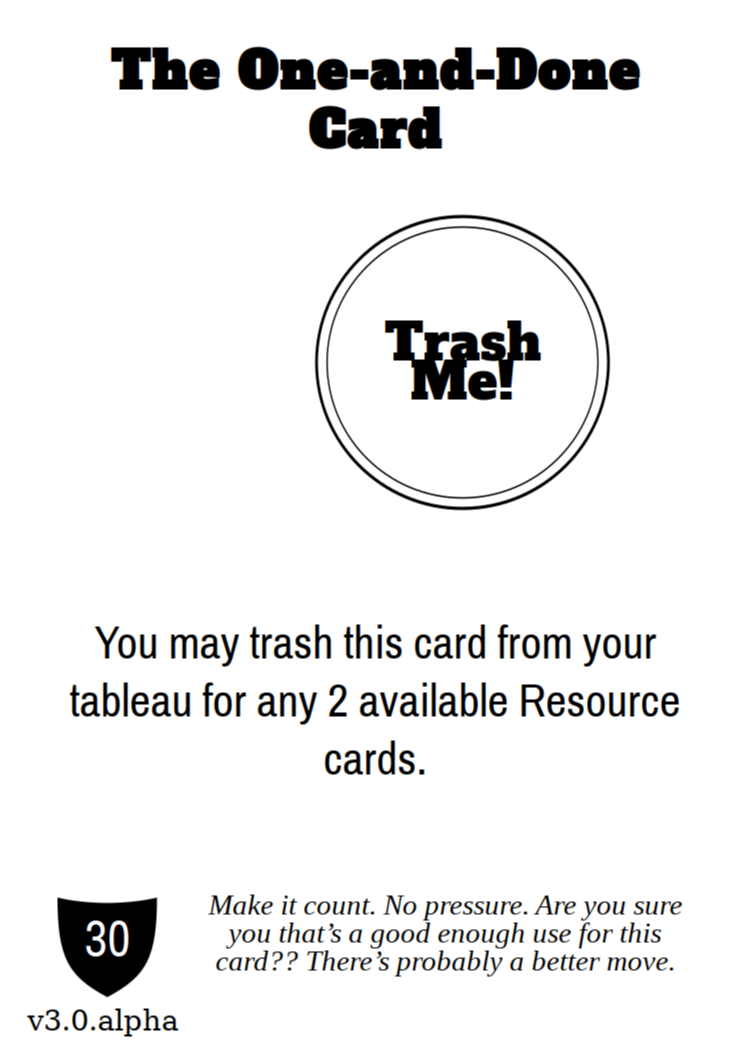 The One-and-Done
Card
Trash
Me!
You may trash this card from your
tableau for any 2 available Resource
cards.
30
Make it count. No pressure. Are you sure
you that’s a good enough use for this
card?? There’s probably a better move.
v3.0.alpha